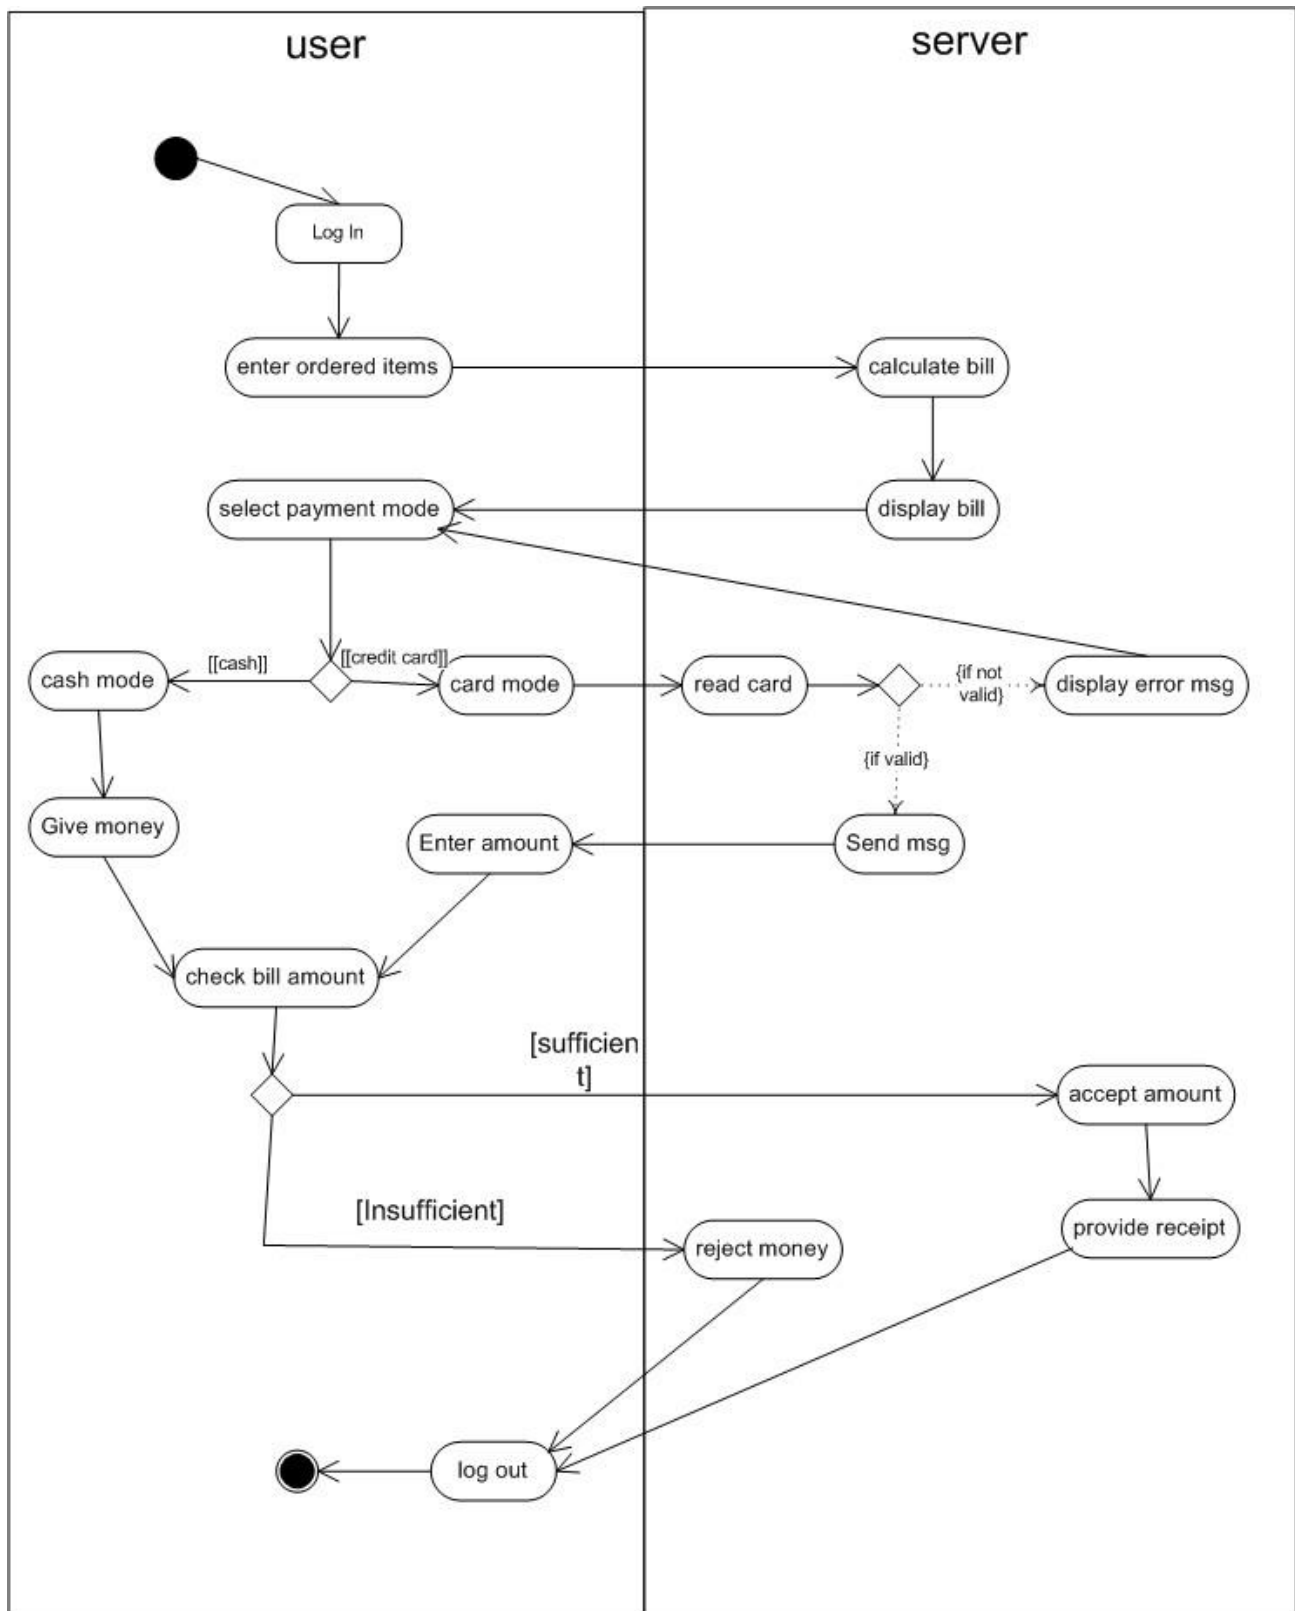 user
server
Log In
enter ordered items
calculate bill
select payment mode
display bill
cash mode
[[cash]]
[[credit card]]
card mode
read card
{if not
valid}
display error msg
{if valid}
Give money
Enter amount
Send msg
check bill amount
[sufficien
t]
accept amount
[Insufficient]
reject money
provide receipt
log out